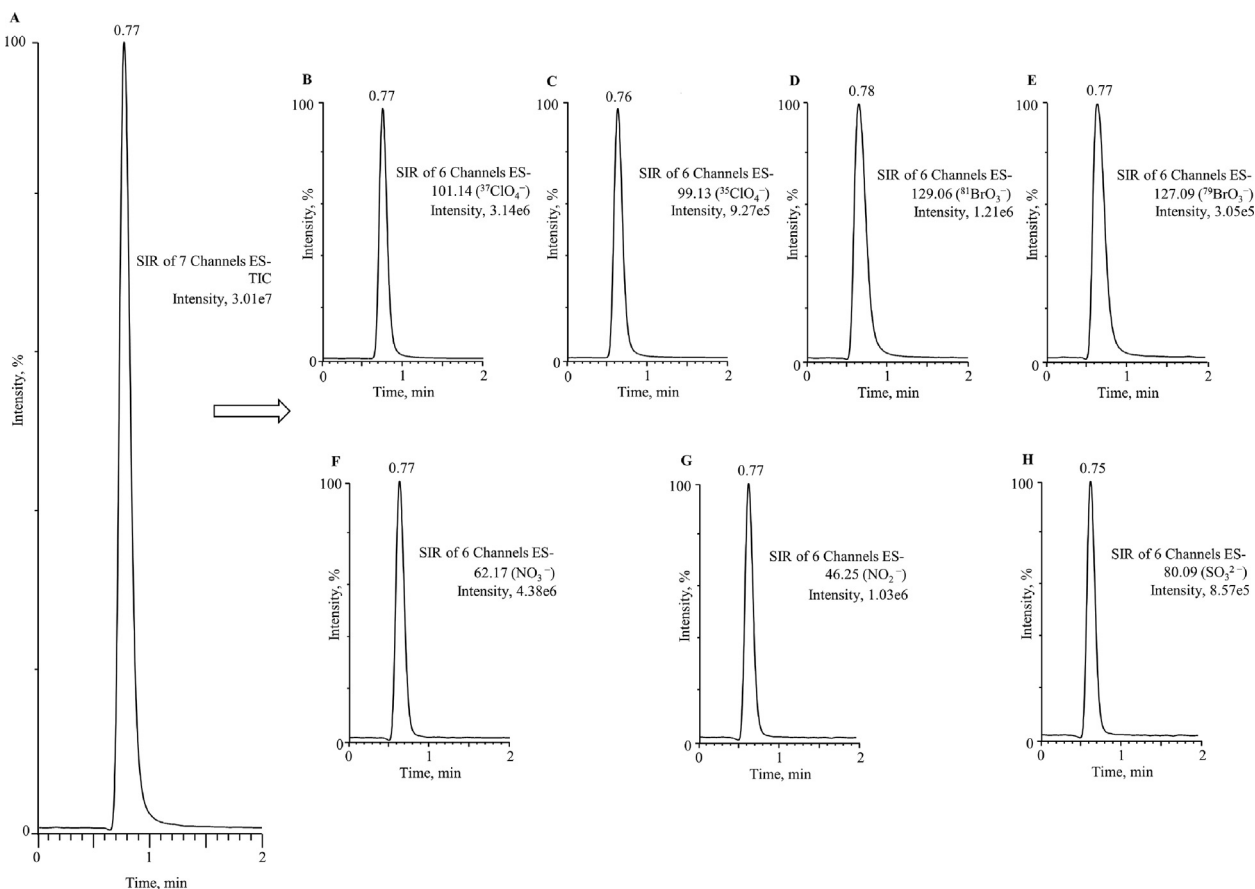 A
0.77
100
SIR of 7 Channels ES-
TIC
Intensity, 3.01e7
Intensity, %
0
0
1
2
Time, min
B
0.77
100
SIR of 6 Channels ES-
101.14 (³⁷ClO₄⁻)
Intensity, 3.14e6
Intensity, %
0
0
1
2
Time, min
C
0.76
100
SIR of 6 Channels ES-
99.13 (³⁵ClO₄⁻)
Intensity, 9.27e5
Intensity, %
0
0
1
2
Time, min
D
0.78
100
SIR of 6 Channels ES-
129.06 (⁸¹BrO₃⁻)
Intensity, 1.21e6
Intensity, %
0
0
1
2
Time, min
E
0.77
100
SIR of 6 Channels ES-
127.09 (⁷⁹BrO₃⁻)
Intensity, 3.05e5
Intensity, %
0
0
1
2
Time, min
F
0.77
100
SIR of 6 Channels ES-
62.17 (NO₃⁻)
Intensity, 4.38e6
Intensity, %
0
0
1
2
Time, min
G
0.77
100
SIR of 6 Channels ES-
46.25 (NO₂⁻)
Intensity, 1.03e6
Intensity, %
0
0
1
2
Time, min
H
0.75
100
SIR of 6 Channels ES-
80.09 (SO₃²⁻)
Intensity, 8.57e5
Intensity, %
0
0
1
2
Time, min